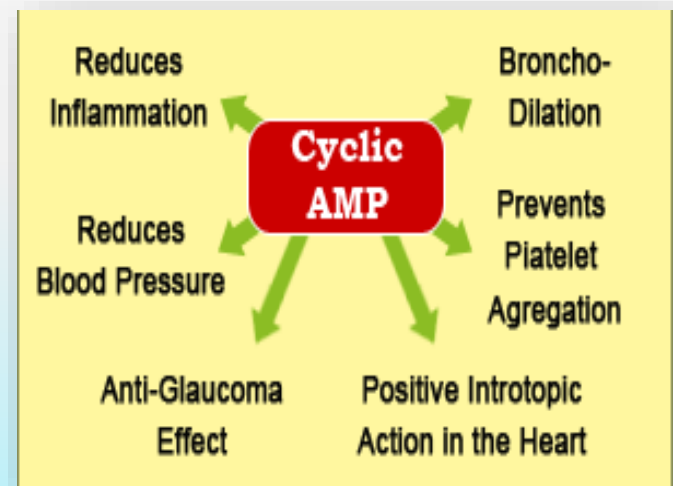 Reduces
Inflammation
Broncho-
Dilation
Cyclic
AMP
Reduces
Blood Pressure
Prevents
Piatelet
Agregation
Anti-Glaucoma
Effect
Positive Introtopic
Action in the Heart